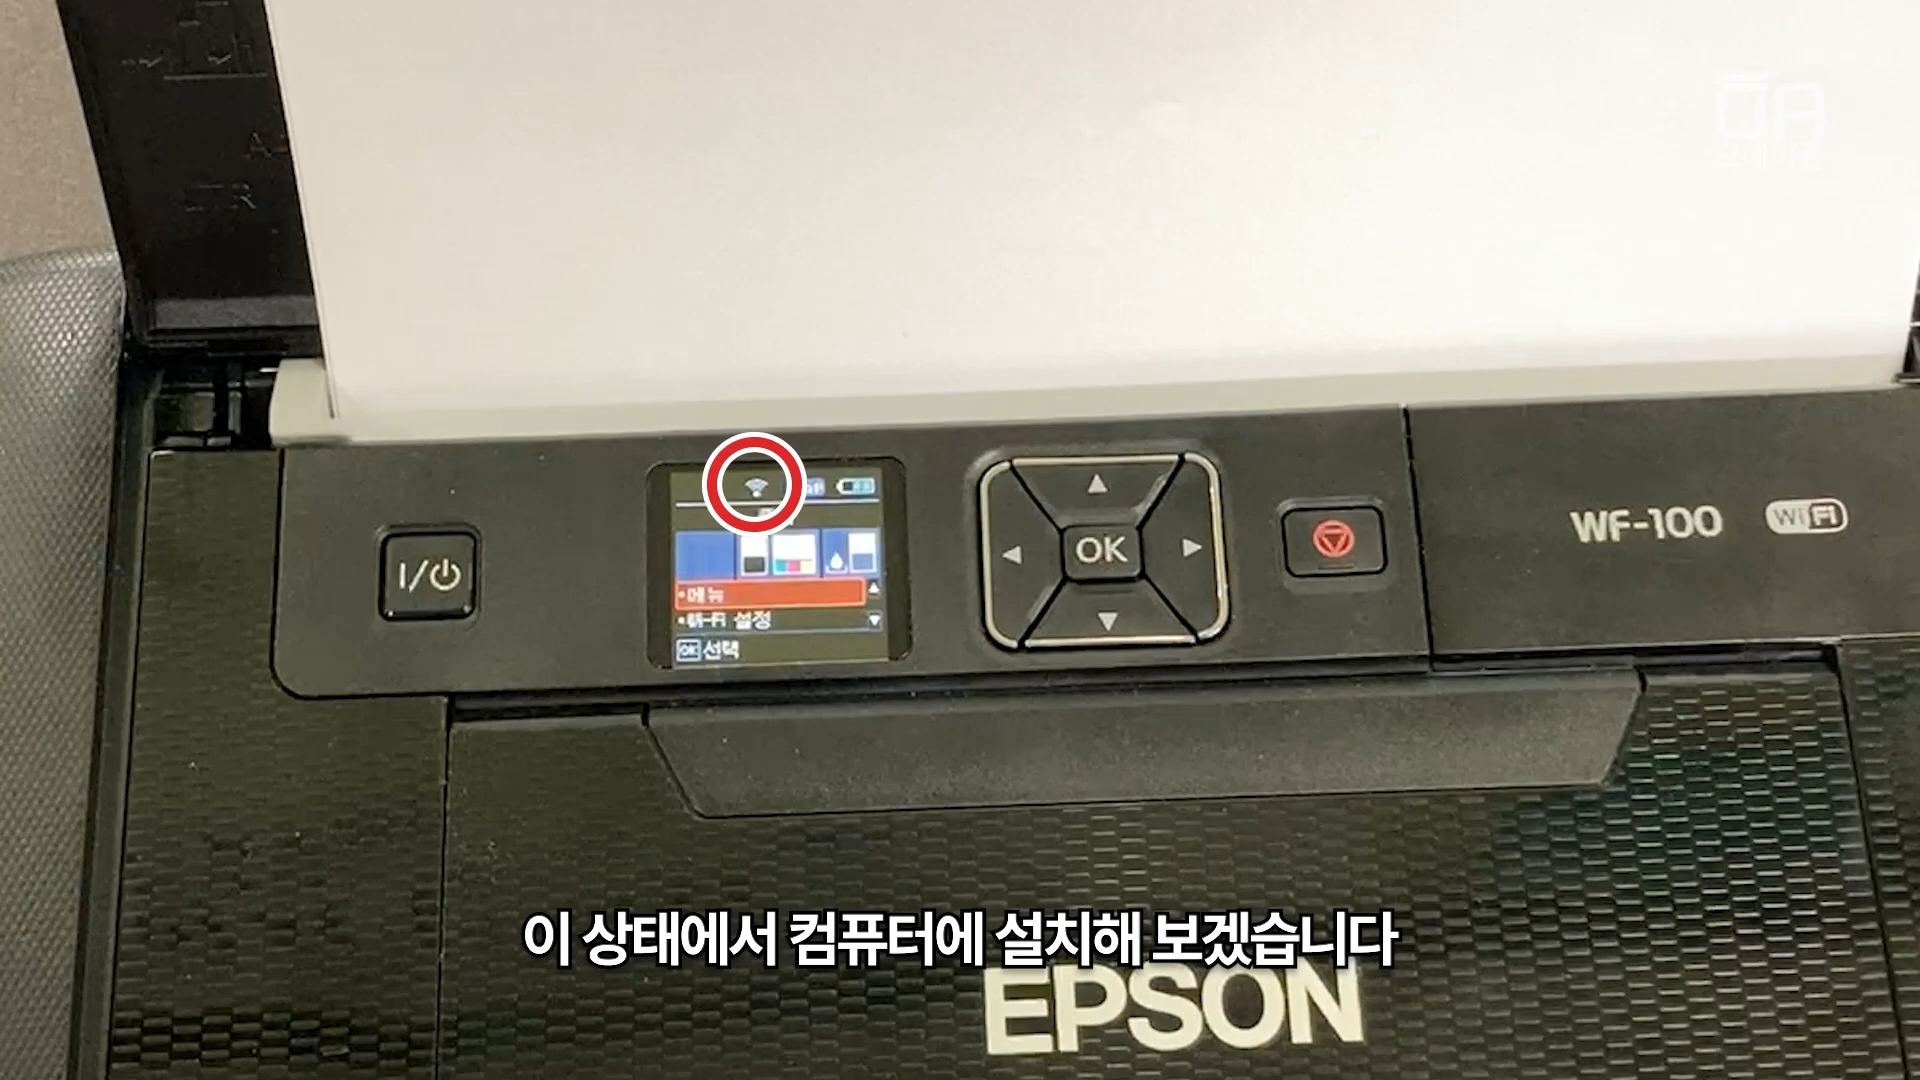 I/⏻
•메뉴
•Wi-Fi 설정
OK 선택
OK
WF-100
WiFi
이 상태에서 컴퓨터에 설치해 보겠습니다
EPSON